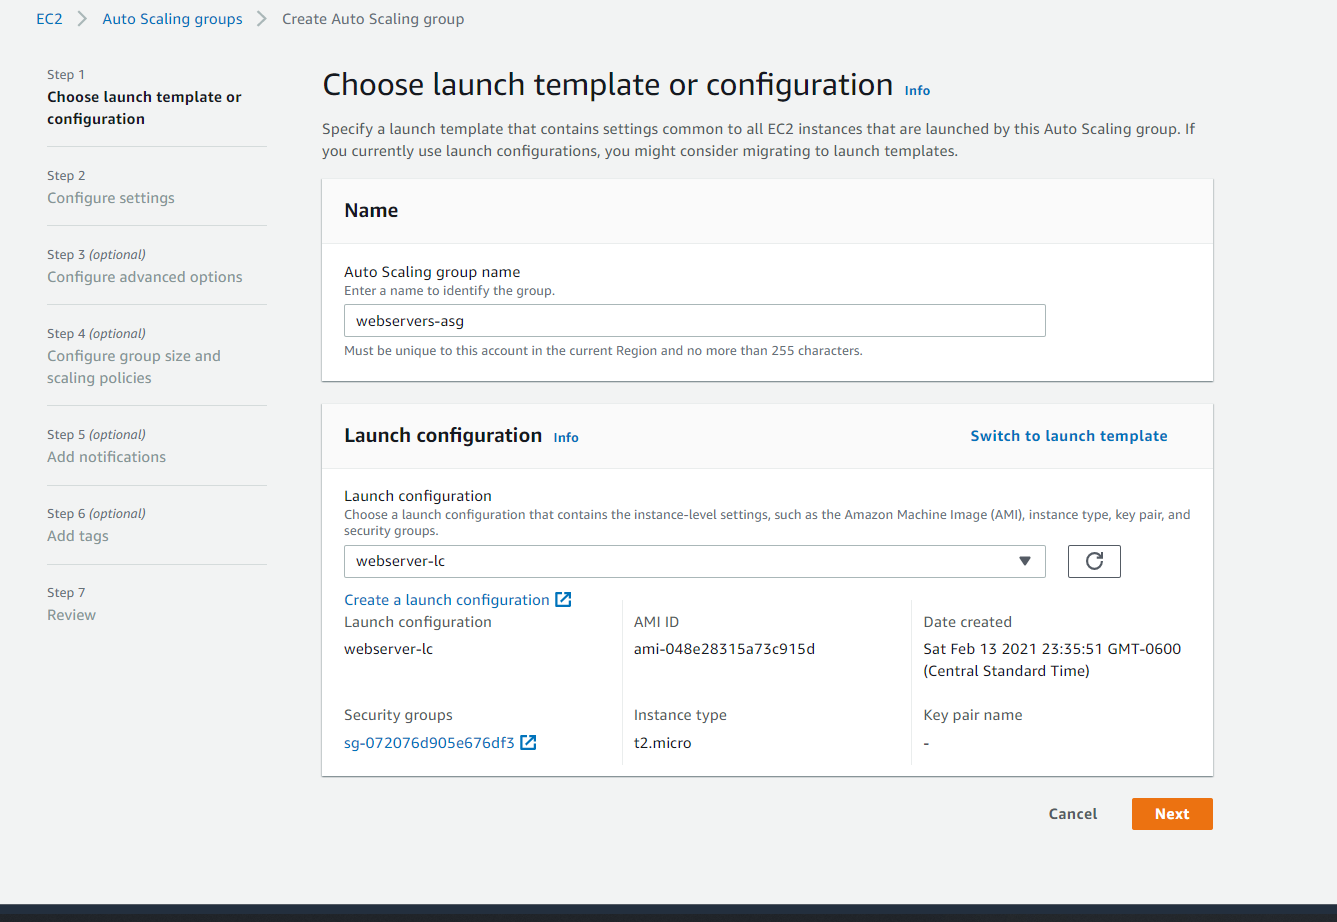 EC2 > Auto Scaling groups > Create Auto Scaling group
Step 1
Choose launch template or
configuration
Step 2
Configure settings
Step 3 (optional)
Configure advanced options
Step 4 (optional)
Configure group size and
scaling policies
Step 5 (optional)
Add notifications
Step 6 (optional)
Add tags
Step 7
Review
Choose launch template or configuration Info
Specify a launch template that contains settings common to all EC2 instances that are launched by this Auto Scaling group. If
you currently use launch configurations, you might consider migrating to launch templates.
Name
Auto Scaling group name
Enter a name to identify the group.
webservers-asg
Must be unique to this account in the current Region and no more than 255 characters.
Launch configuration Info
Switch to launch template
Launch configuration
Choose a launch configuration that contains the instance-level settings, such as the Amazon Machine Image (AMI), instance type, key pair, and
security groups.
webserver-lc
Create a launch configuration
Launch configuration
webserver-lc
AMI ID
ami-048e28315a73c915d
Date created
Sat Feb 13 2021 23:35:51 GMT-0600
(Central Standard Time)
Security groups
sg-072076d905e676df3
Instance type
t2.micro
Key pair name
-
Cancel
Next